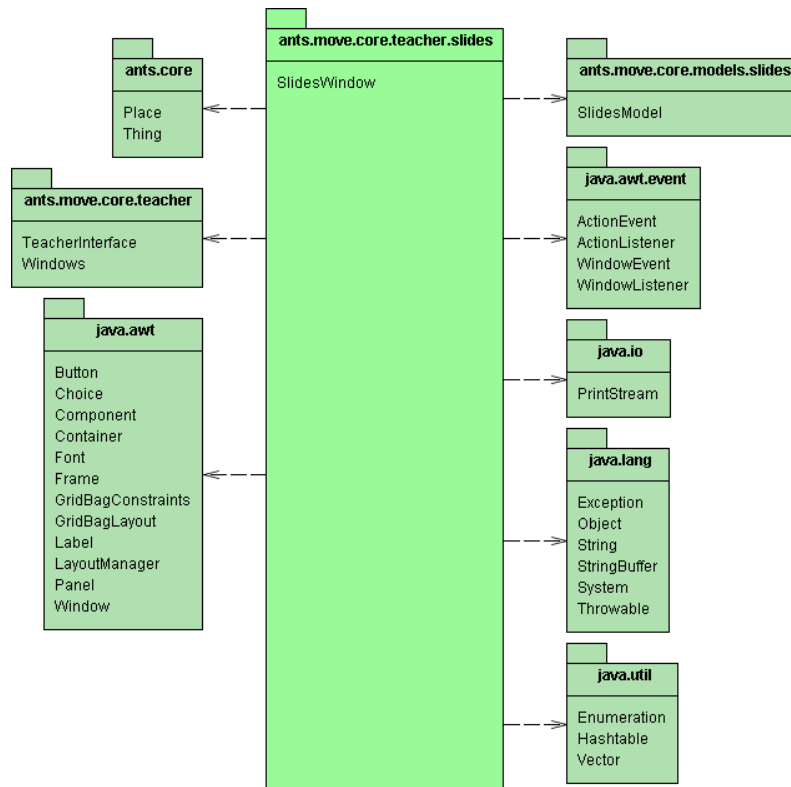 ants.move.core.teacher.slides
SlidesWindow
ants.core
Place
Thing
ants.move.core.teacher
TeacherInterface
Windows
java.awt
Button
Choice
Component
Container
Font
Frame
GridBagConstraints
GridBagLayout
Label
LayoutManager
Panel
Window
ants.move.core.models.slides
SlidesModel
java.awt.event
ActionEvent
ActionListener
WindowEvent
WindowListener
java.io
PrintStream
java.lang
Exception
Object
String
StringBuffer
System
Throwable
java.util
Enumeration
Hashtable
Vector